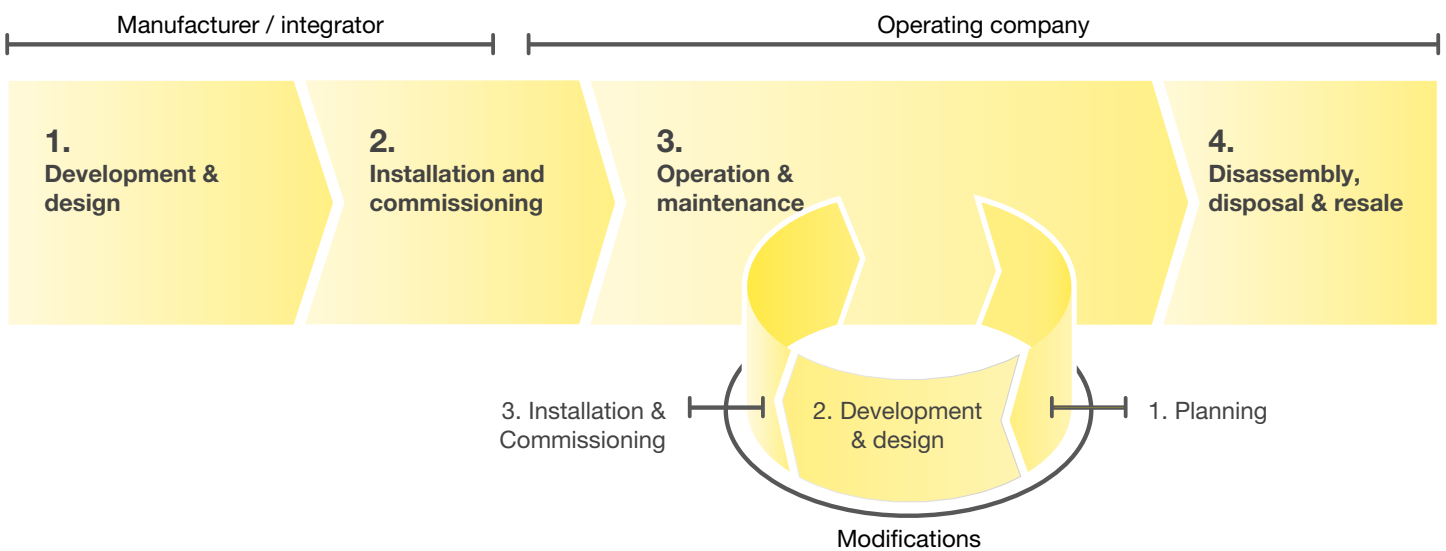 Manufacturer / integrator
Operating company
1.
Development &
design
2.
Installation and
commissioning
3.
Operation &
maintenance
4.
Disassembly,
disposal & resale
3. Installation &
Commissioning
2. Development
& design
1. Planning
Modifications